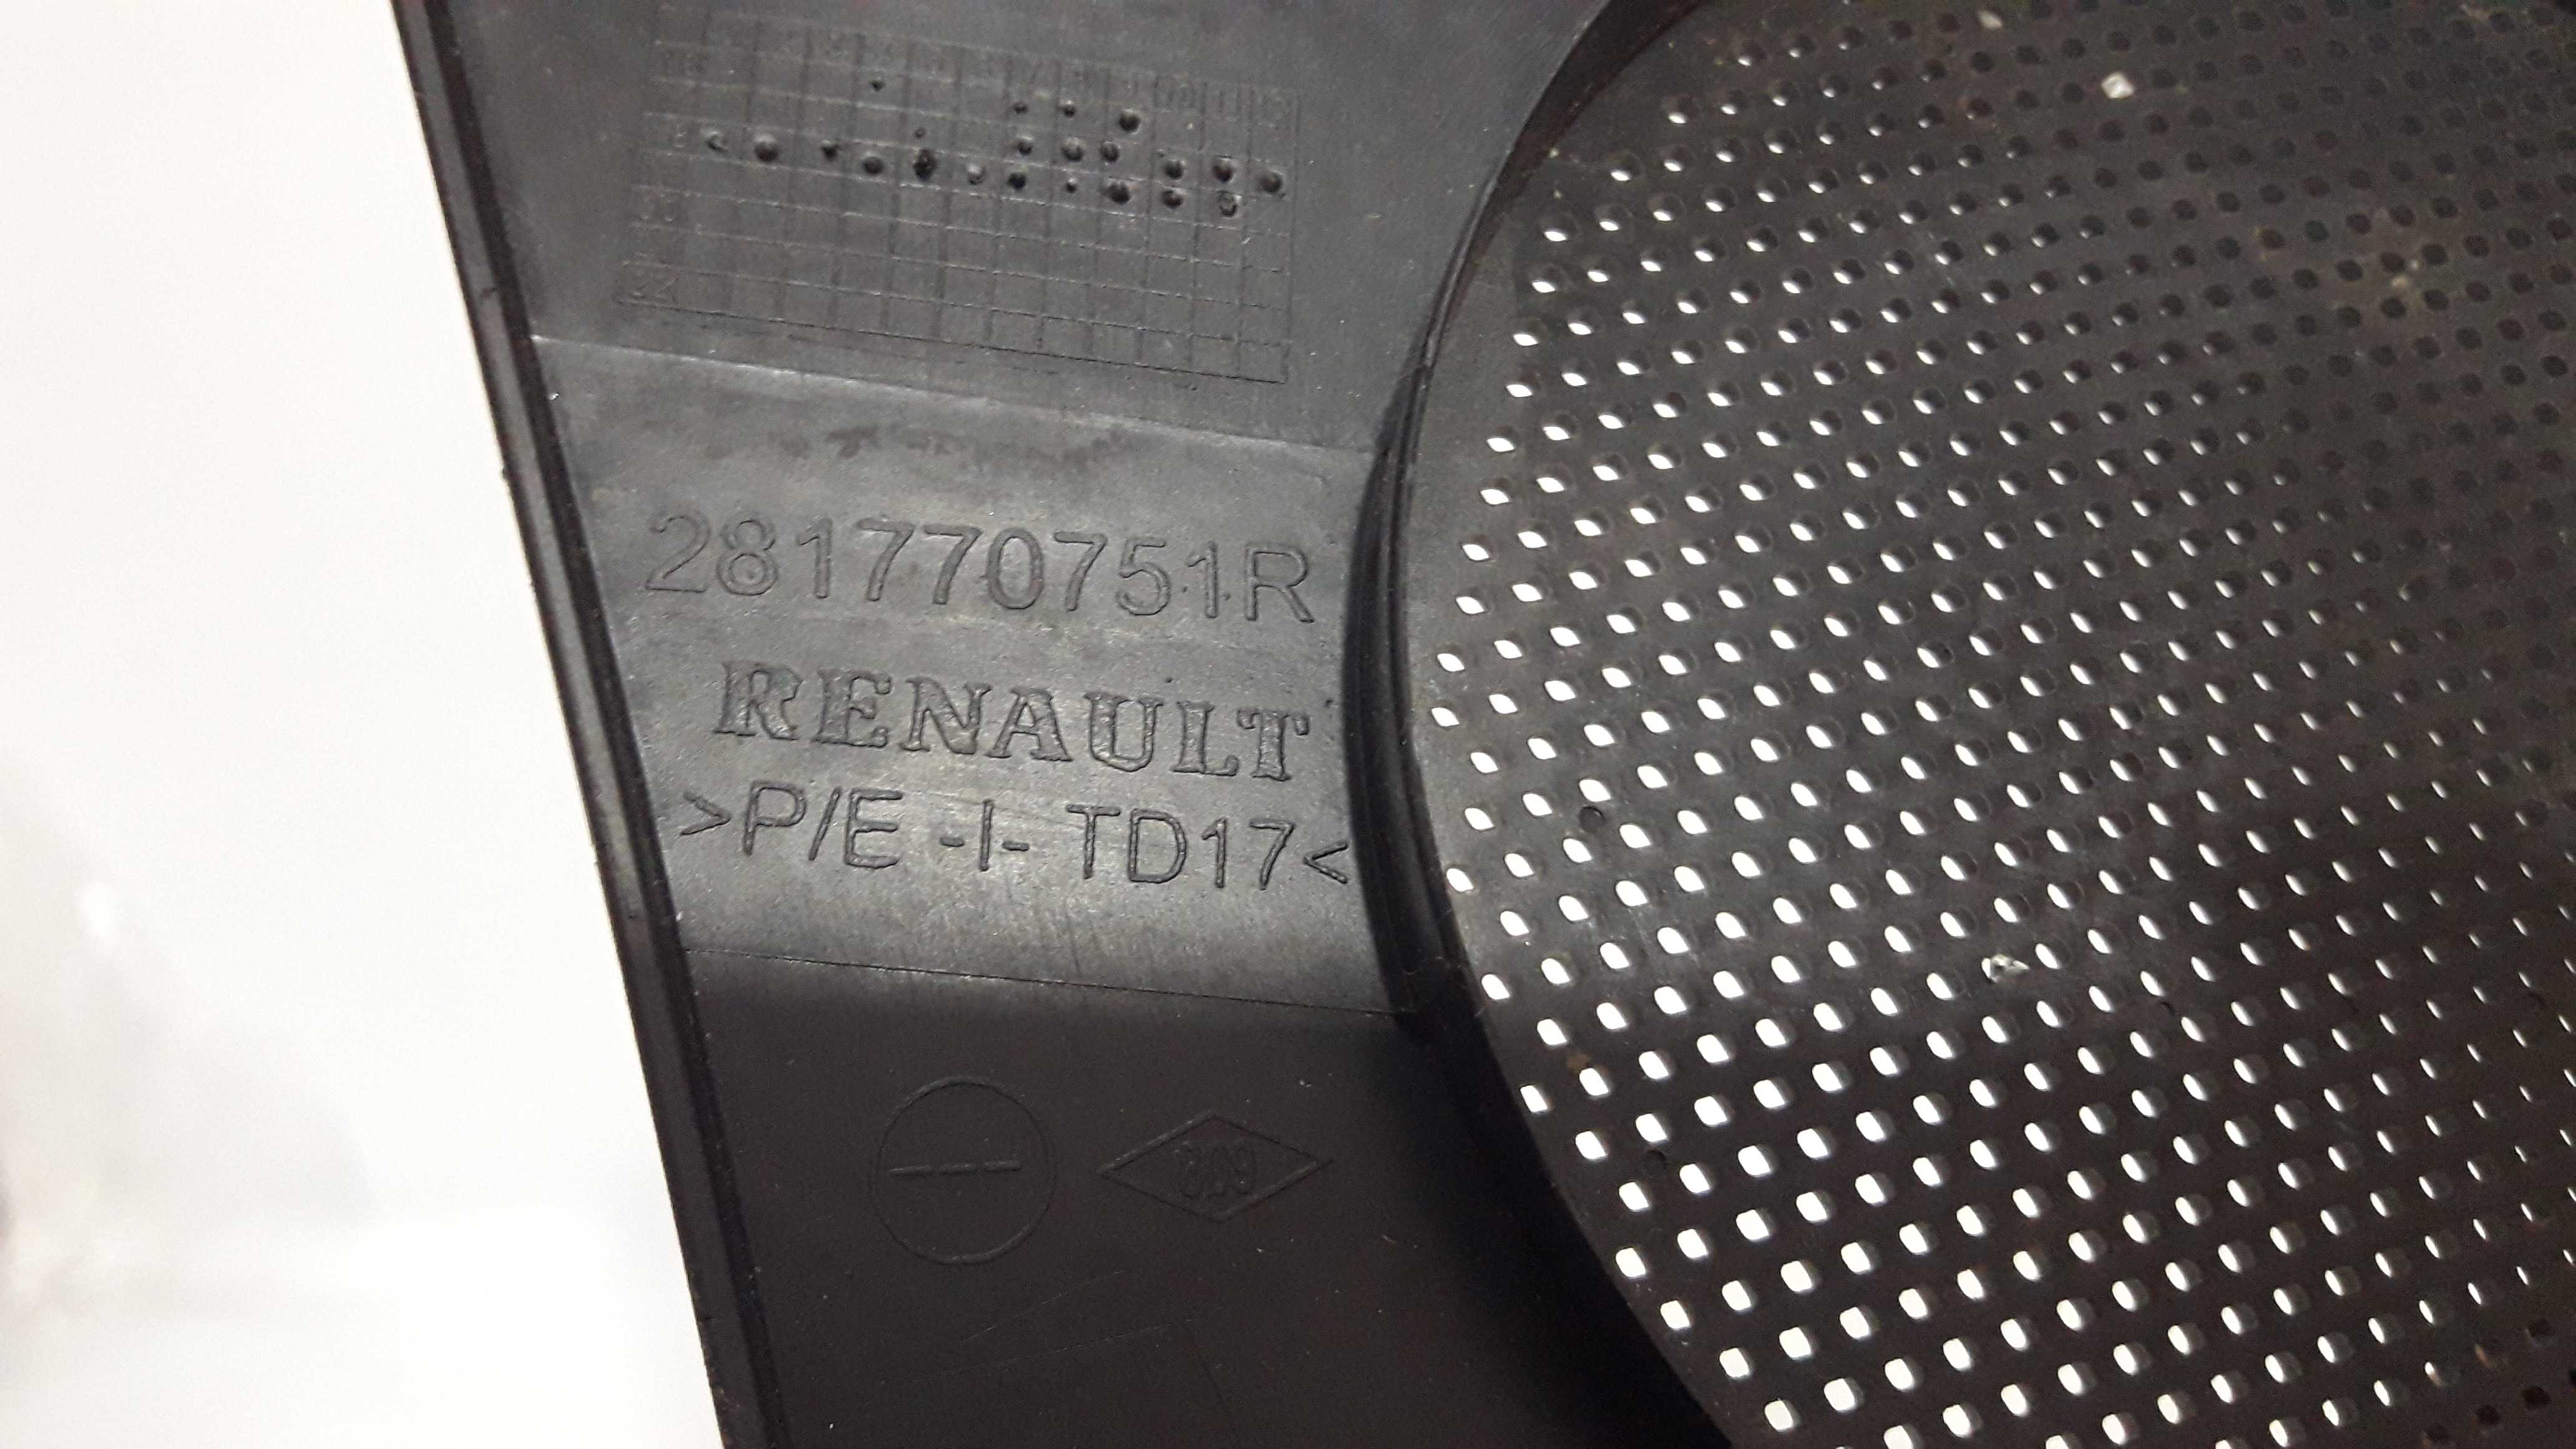 281770751R
RENAULT
>P/E -I- TD17<